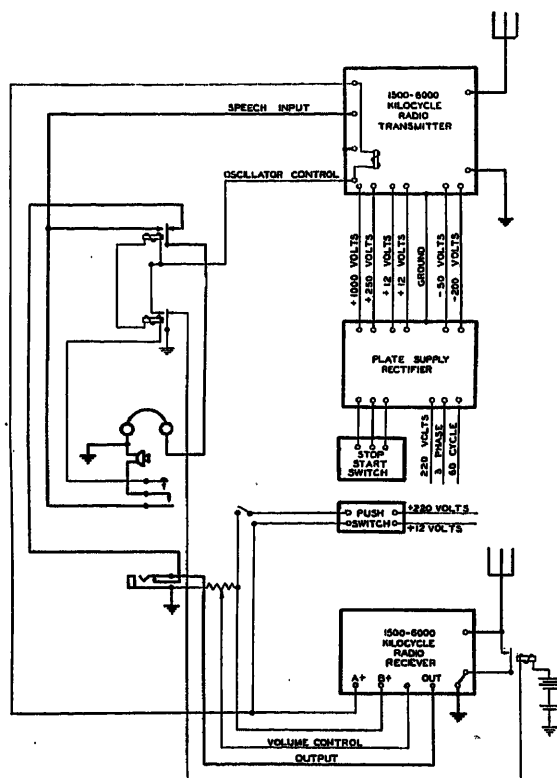 1500-6000
KILOCYCLE
RADIO
TRANSMITTER
SPEECH INPUT
OSCILLATOR CONTROL
+1000 VOLTS
+250 VOLTS
+12 VOLTS
+12 VOLTS
GROUND
-50 VOLTS
-200 VOLTS
PLATE SUPPLY
RECTIFIER
STOP
START
SWITCH
220 VOLTS
3 PHASE
60 CYCLE
PUSH
SWITCH
+220 VOLTS
+12 VOLTS
1500-6000
KILOCYCLE
RADIO
RECIEVER
A+ B+ OUT
VOLUME CONTROL
OUTPUT